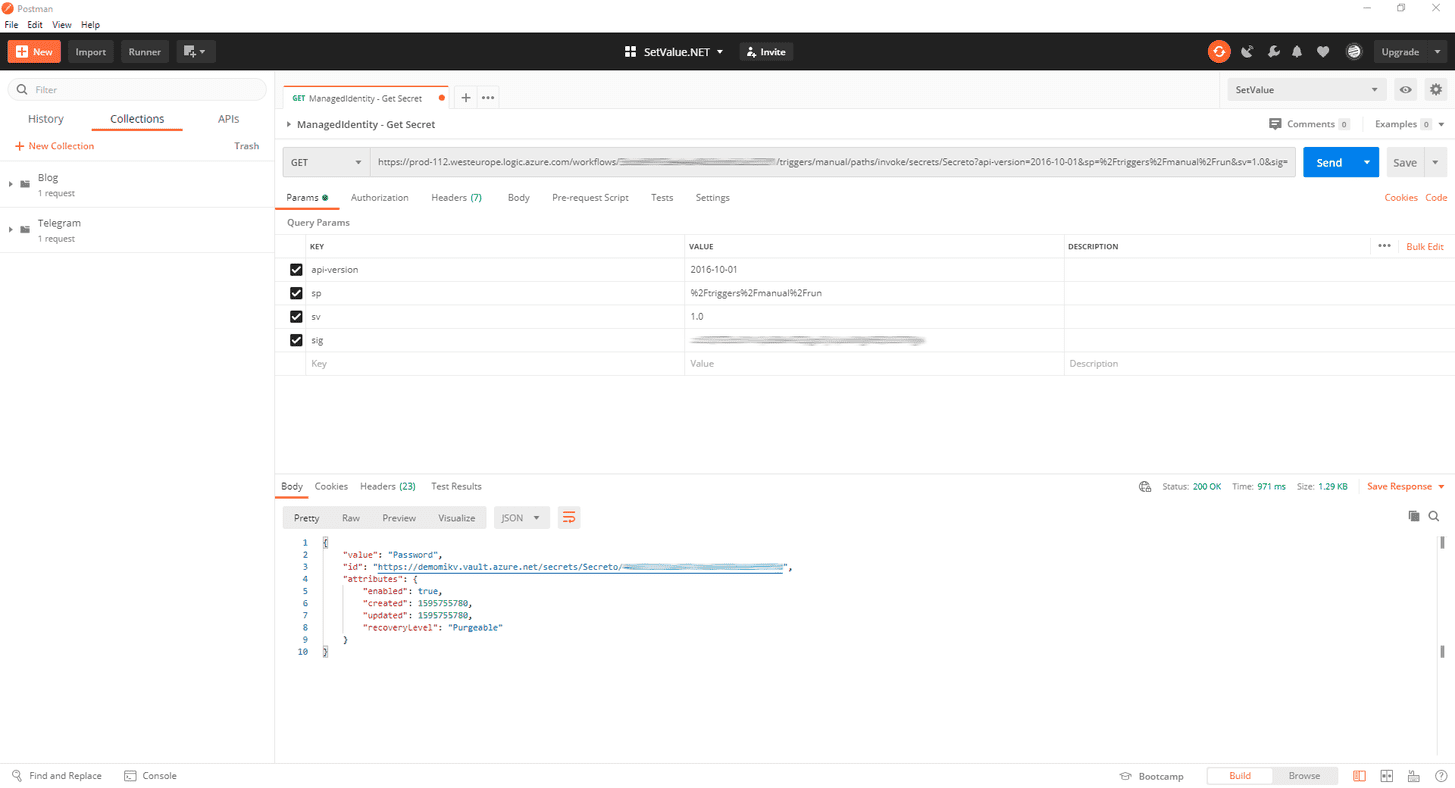 Postman
File Edit View Help
New Import Runner SetValue.NET Invite Upgrade
Filter
History Collections APIs
New Collection Trash
Blog
1 request
Telegram
1 request
GET ManagedIdentity - Get Secret
SetValue
ManagedIdentity - Get Secret Comments 0 Examples 0
GET https://prod-112.westeurope.logic.azure.com/workflows/ /triggers/manual/paths/invoke/secrets/Secreto?api-version=2016-10-01&sp=%2Ftriggers%2Fmanual%2Frun&sv=1.0&sig= Send Save
Params Authorization Headers (7) Body Pre-request Script Tests Settings Cookies Code
Query Params
KEY VALUE DESCRIPTION Bulk Edit
api-version 2016-10-01
sp %2Ftriggers%2Fmanual%2Frun
sv 1.0
sig
Key Value Description
Body Cookies Headers (23) Test Results Status: 200 OK Time: 971 ms Size: 1.29 KB Save Response
Pretty Raw Preview Visualize JSON
1 {
2 "value": "Password",
3 "id": "https://demomikv.vault.azure.net/secrets/Secreto/ ",
4 "attributes": {
5 "enabled": true,
6 "created": 1595755780,
7 "updated": 1595755780,
8 "recoveryLevel": "Purgeable"
9 }
10 }
Find and Replace Console Bootcamp Build Browse